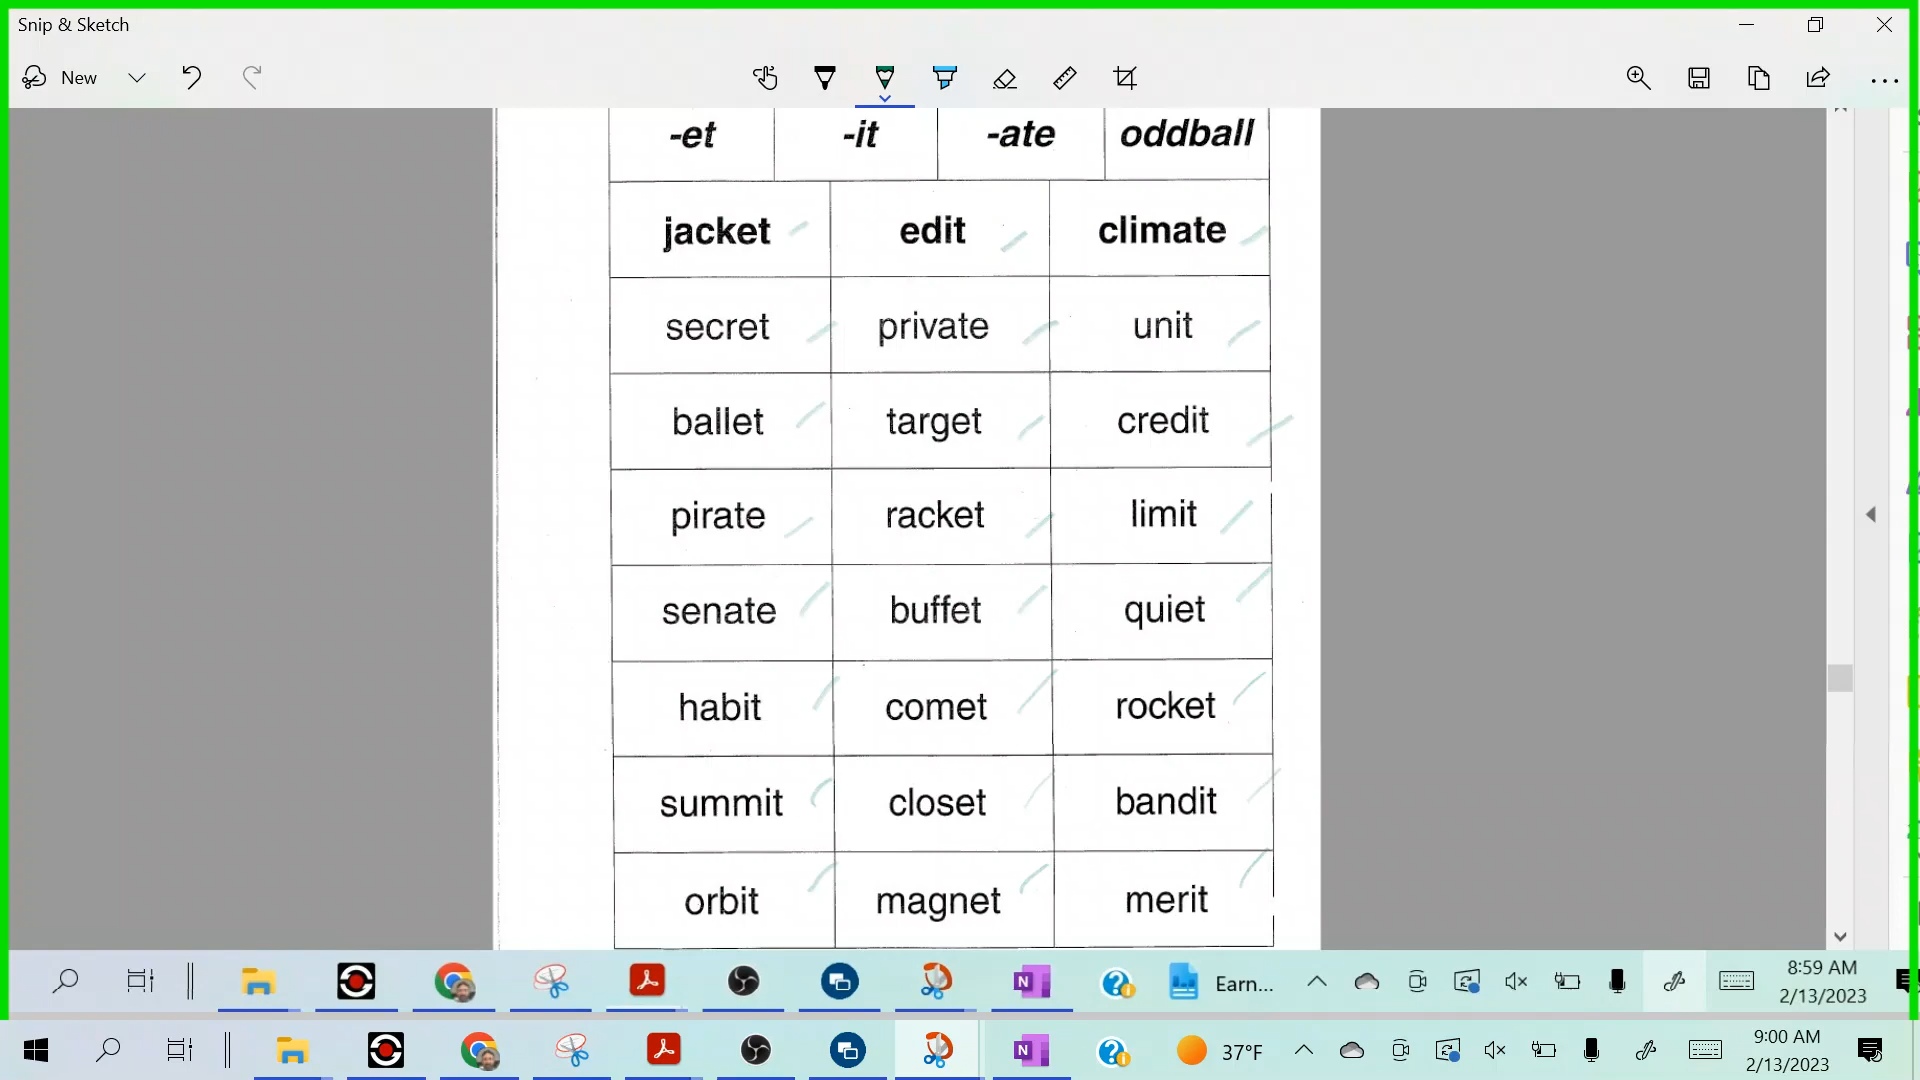 Snip & Sketch
New
-et -it -ate oddball
jacket edit climate
secret private unit
ballet target credit
pirate racket limit
senate buffet quiet
habit comet rocket
summit closet bandit
orbit magnet merit
Earn... 8:59 AM
2/13/2023
37°F 9:00 AM
2/13/2023